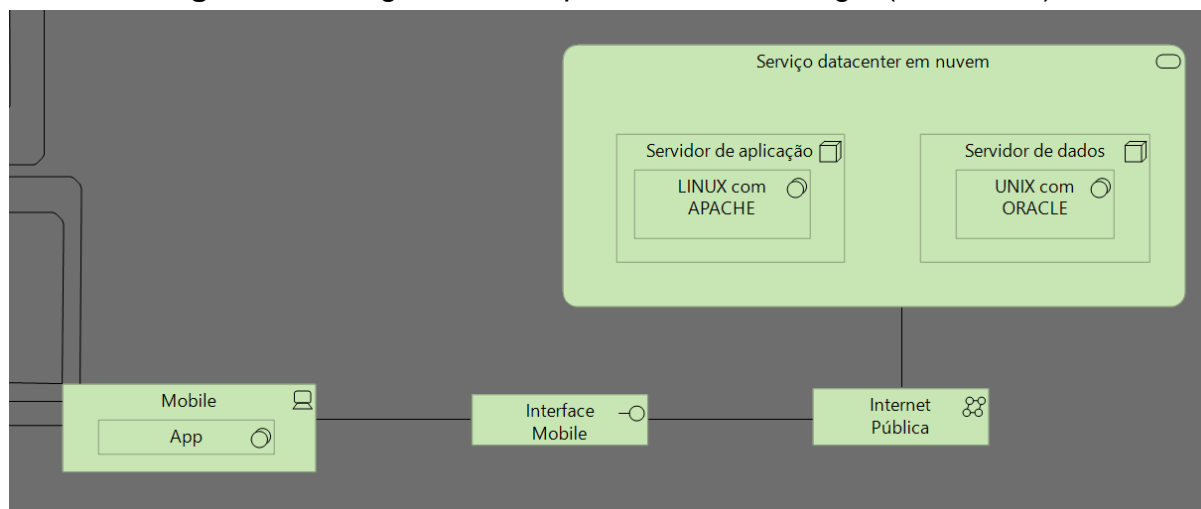 Serviço datacenter em nuvem
Servidor de aplicação
LINUX com
APACHE
Servidor de dados
UNIX com
ORACLE
Mobile
App
Interface
Mobile
Internet
Pública